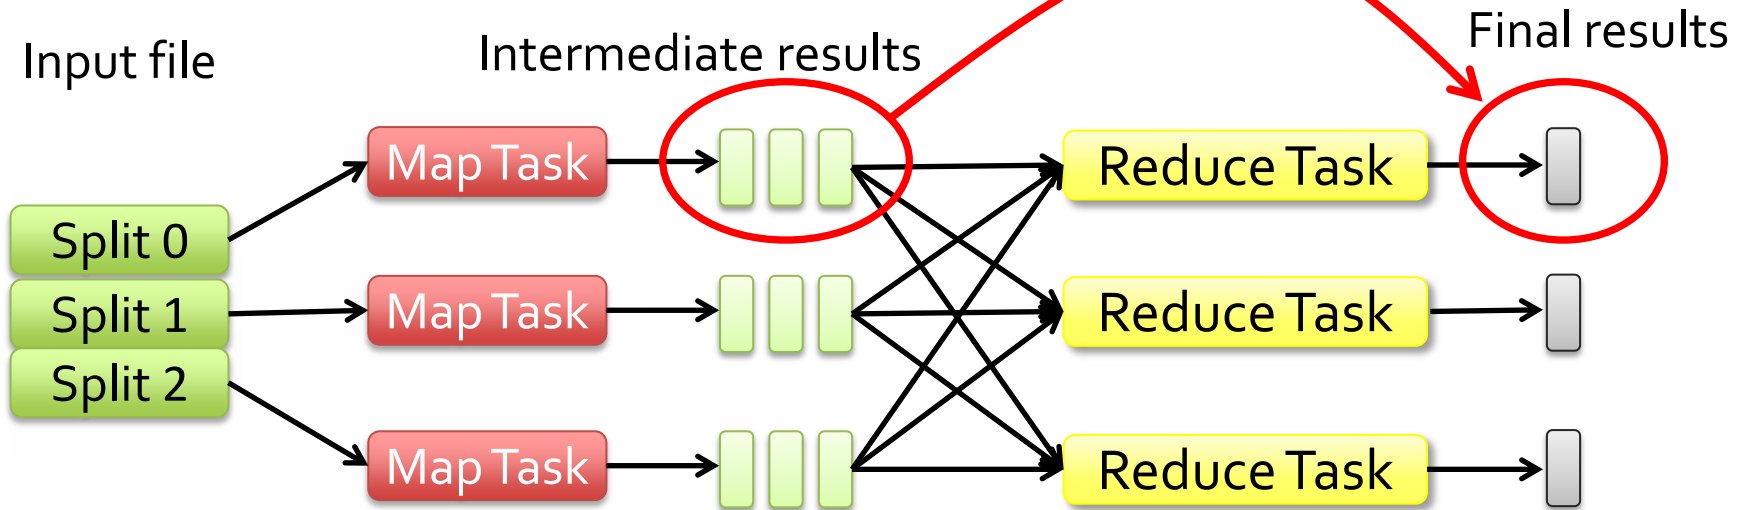 Input file
Intermediate results
Final results
Map Task
Reduce Task
Split 0
Split 1
Map Task
Reduce Task
Split 2
Map Task
Reduce Task